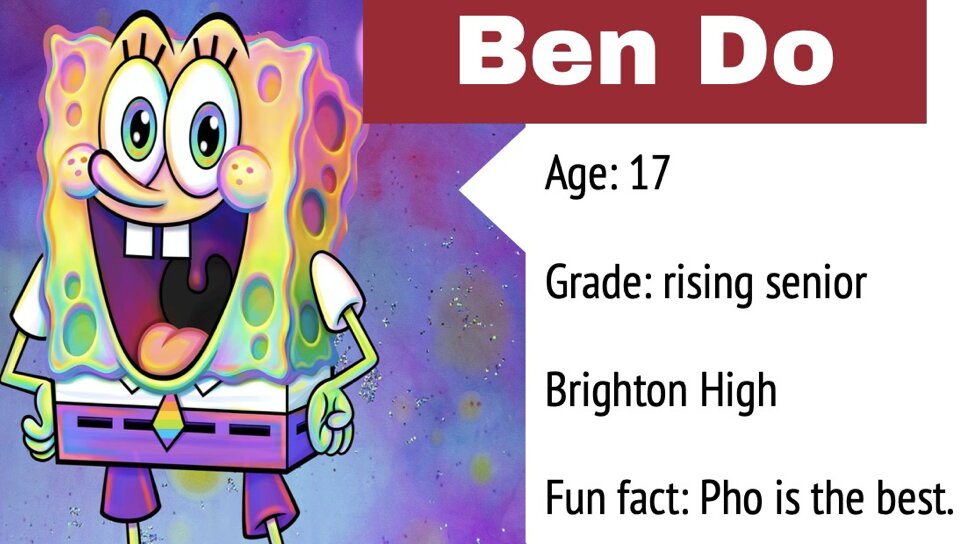 Ben Do
Age: 17
Grade: rising senior
Brighton High
Fun fact: Pho is the best.